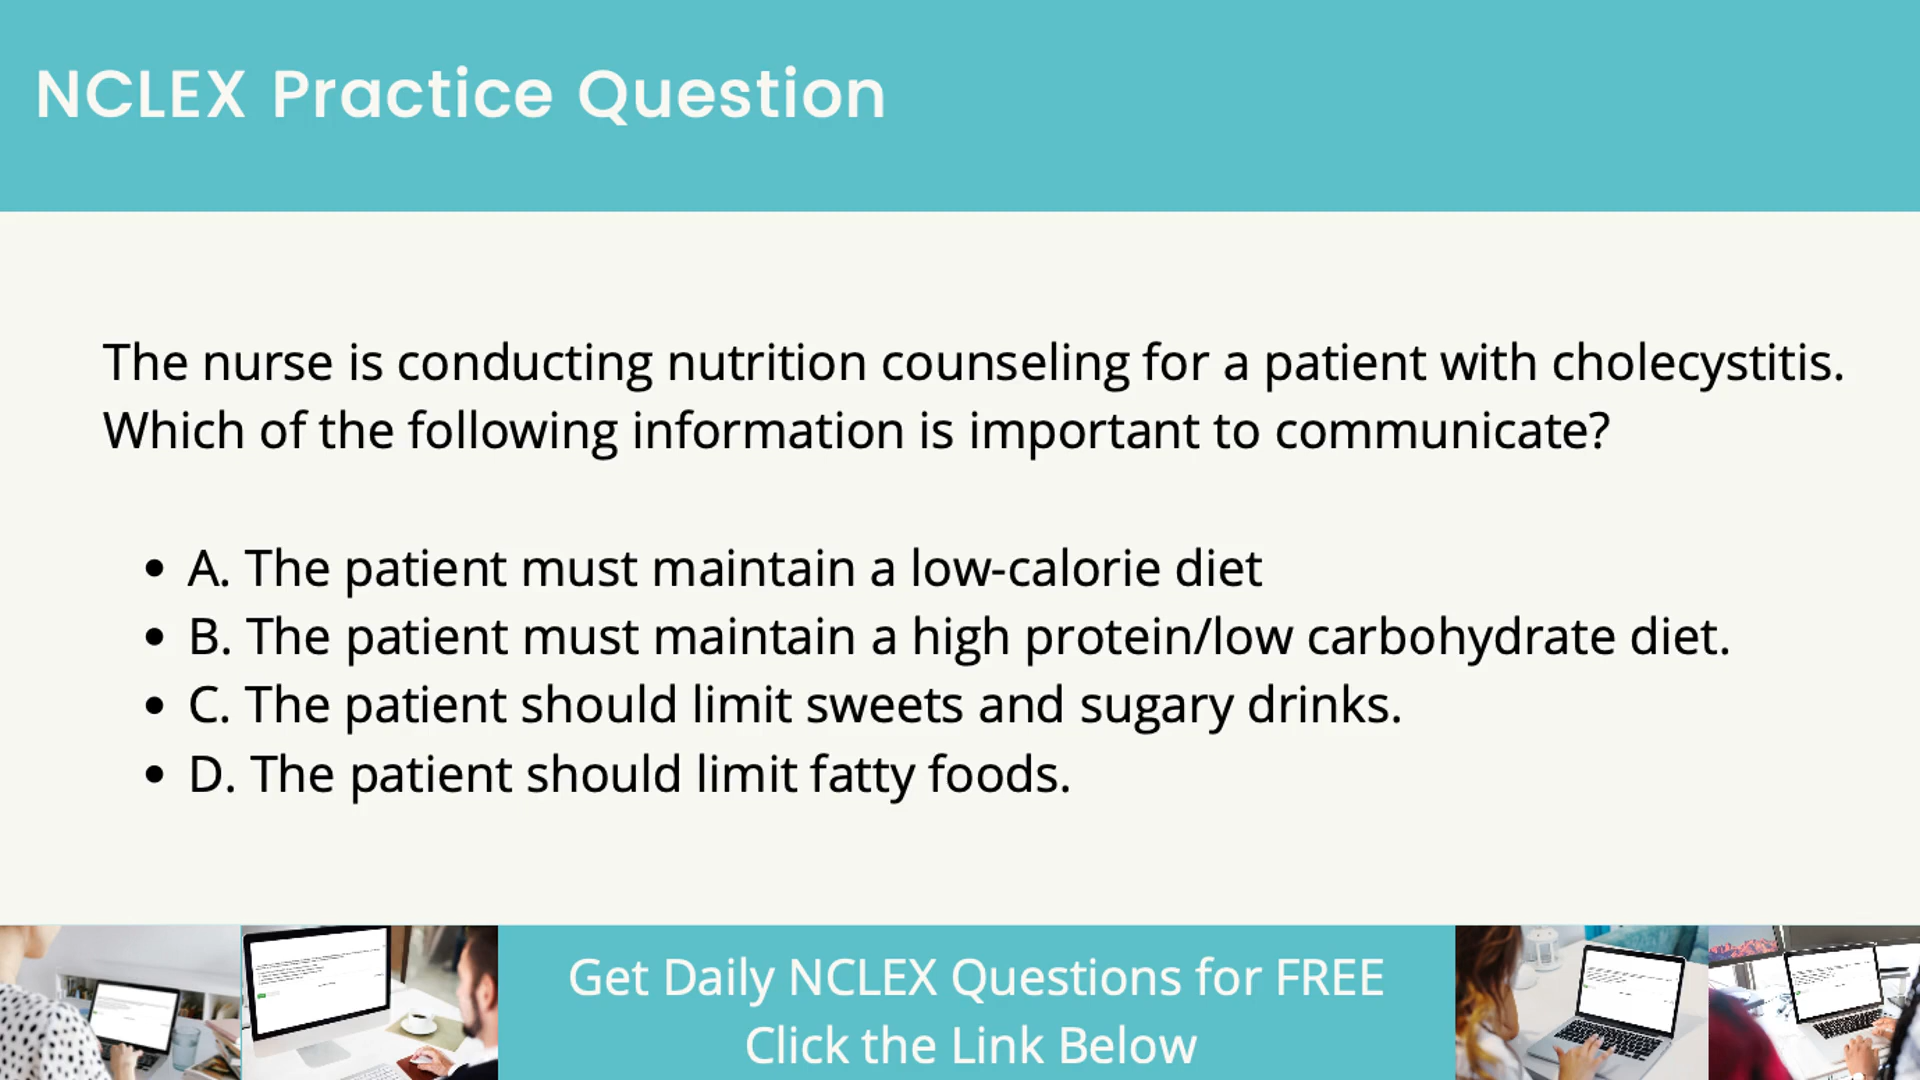 NCLEX Practice Question
The nurse is conducting nutrition counseling for a patient with cholecystitis.
Which of the following information is important to communicate?
• A. The patient must maintain a low-calorie diet
• B. The patient must maintain a high protein/low carbohydrate diet.
• C. The patient should limit sweets and sugary drinks.
• D. The patient should limit fatty foods.
Get Daily NCLEX Questions for FREE
Click the Link Below